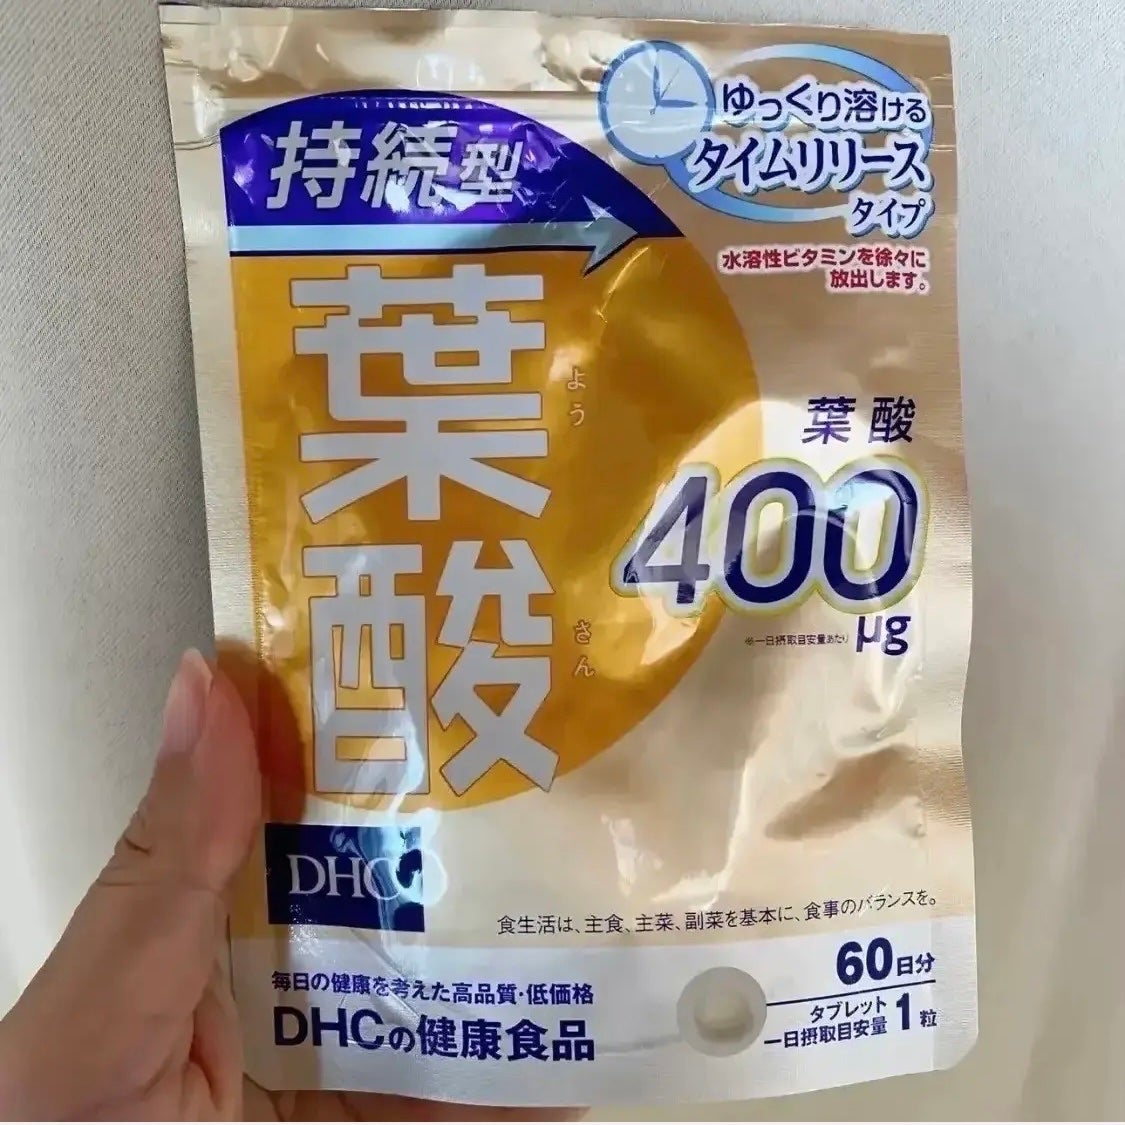 持続型
ゆっくり溶ける
タイムリリース
タイプ
水溶性ビタミンを徐々に
放出します。
葉酸
よう
さん
葉酸
400
μg
※一日摂取目安量あたり
DHC
食生活は、主食、主菜、副菜を基本に、食事のバランスを。
毎日の健康を考えた高品質・低価格
DHCの健康食品
60日分
タブレット
一日摂取目安量 1粒